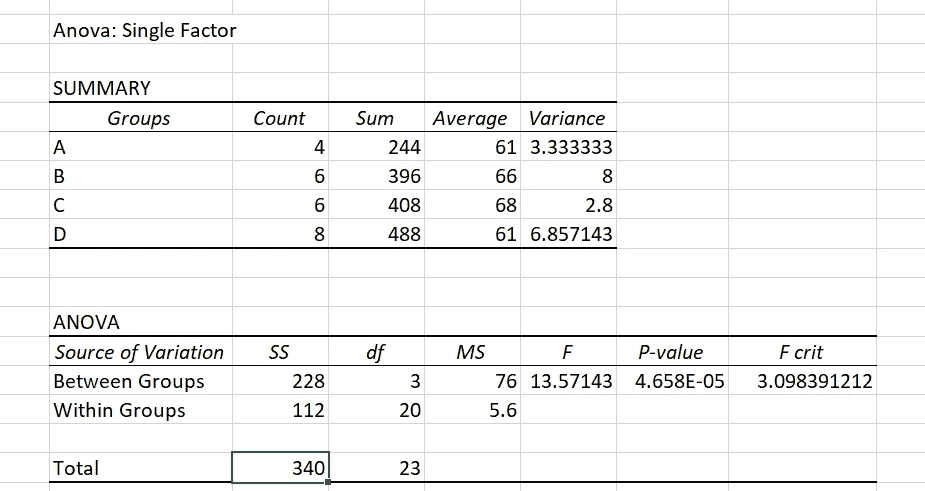 Anova: Single Factor
SUMMARY
Groups Count Sum Average Variance
A 4 244 61 3.333333
B 6 396 66 8
C 6 408 68 2.8
D 8 488 61 6.857143
ANOVA
Source of Variation SS df MS F P-value F crit
Between Groups 228 3 76 13.57143 4.658E-05 3.098391212
Within Groups 112 20 5.6
Total 340 23